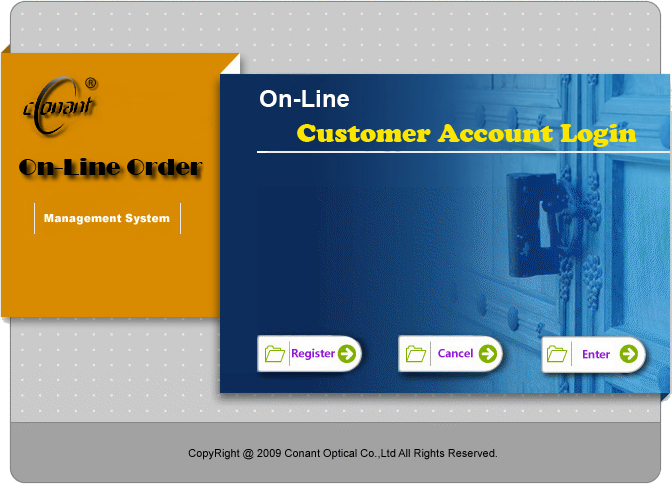 Conant ®
On-Line Order
Management System
On-Line
Customer Account Login
Register
Cancel
Enter
CopyRight @ 2009 Conant Optical Co.,Ltd All Rights Reserved.